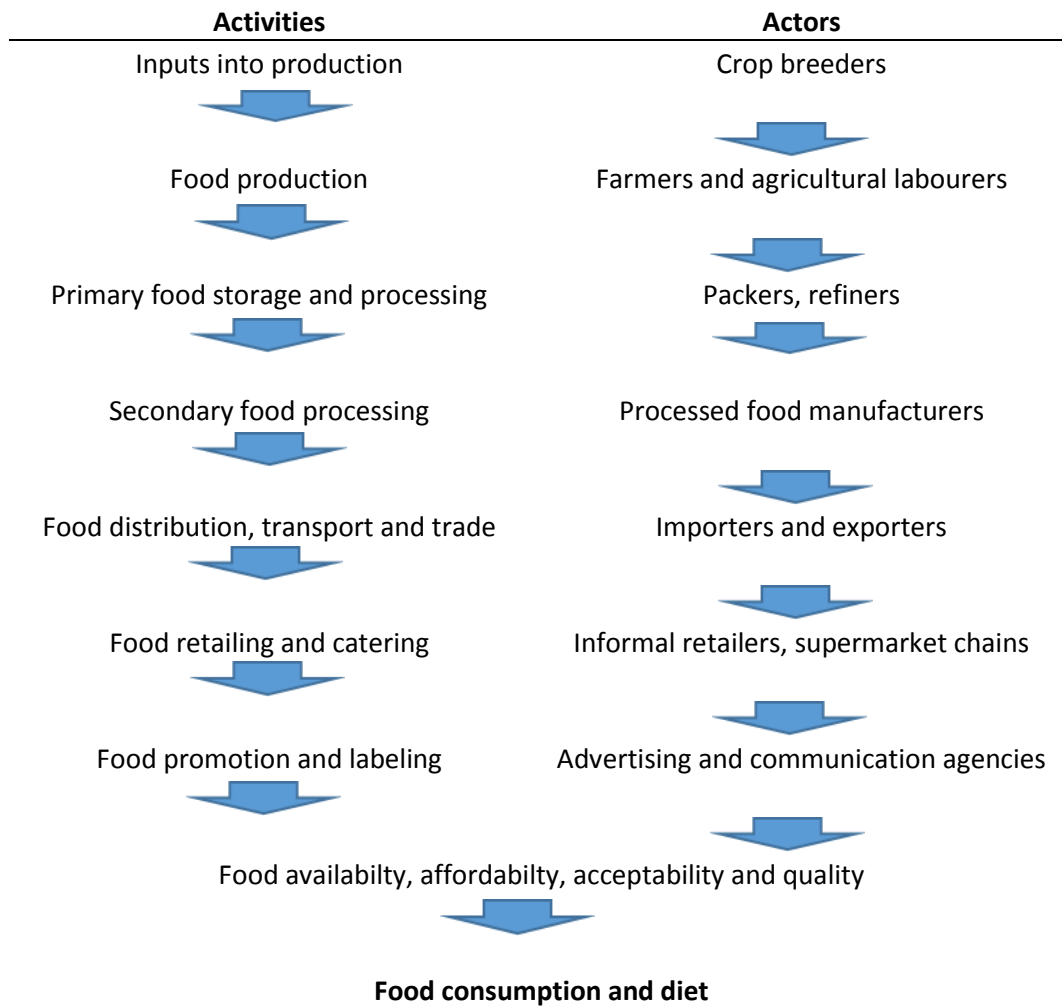 Activities Actors
Inputs into production Crop breeders
Food production Farmers and agricultural labourers
Primary food storage and processing Packers, refiners
Secondary food processing Processed food manufacturers
Food distribution, transport and trade Importers and exporters
Food retailing and catering Informal retailers, supermarket chains
Food promotion and labeling Advertising and communication agencies
Food availabilty, affordabilty, acceptability and quality
Food consumption and diet